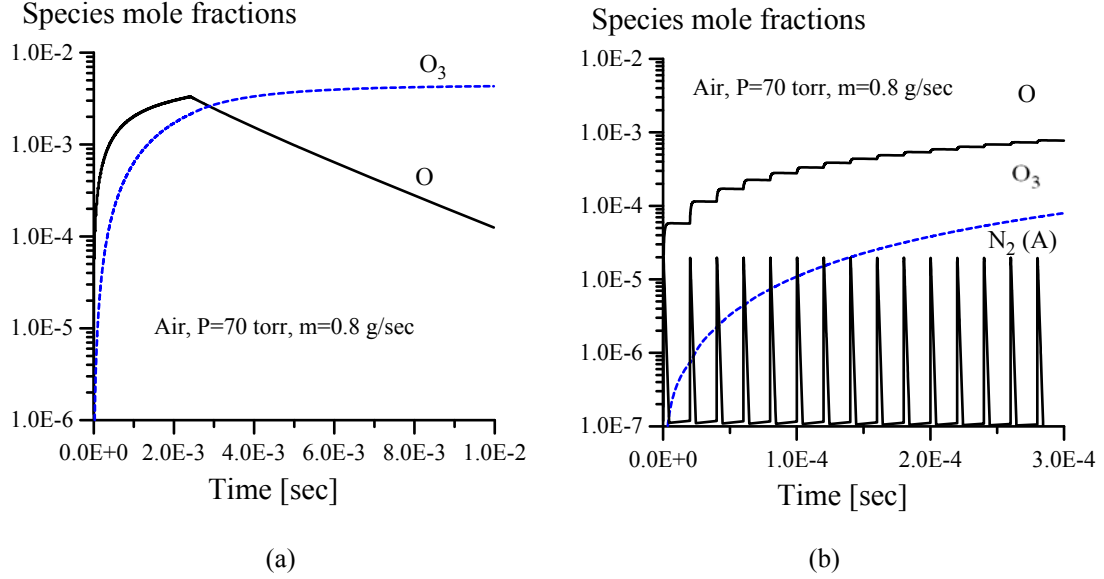 Species mole fractions
1.0E-2
1.0E-3
1.0E-4
1.0E-5
1.0E-6
O3
O
Air, P=70 torr, m=0.8 g/sec
0.0E+0 2.0E-3 4.0E-3 6.0E-3 8.0E-3 1.0E-2
Time [sec]
(a)
Species mole fractions
1.0E-2
1.0E-3
1.0E-4
1.0E-5
1.0E-6
1.0E-7
Air, P=70 torr, m=0.8 g/sec
O
O3
N2 (A)
0.0E+0 1.0E-4 2.0E-4 3.0E-4
Time [sec]
(b)